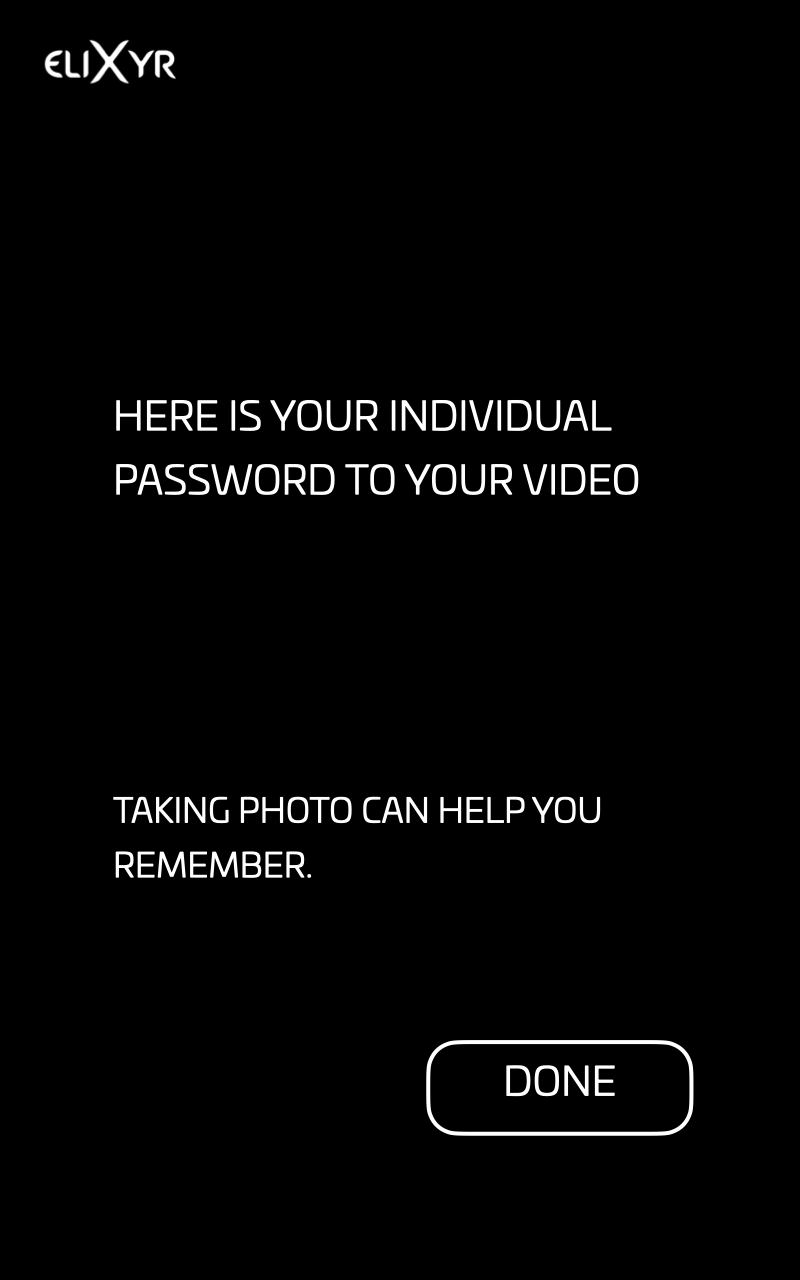 ELIXYR
HERE IS YOUR INDIVIDUAL
PASSWORD TO YOUR VIDEO
TAKING PHOTO CAN HELP YOU
REMEMBER.
DONE